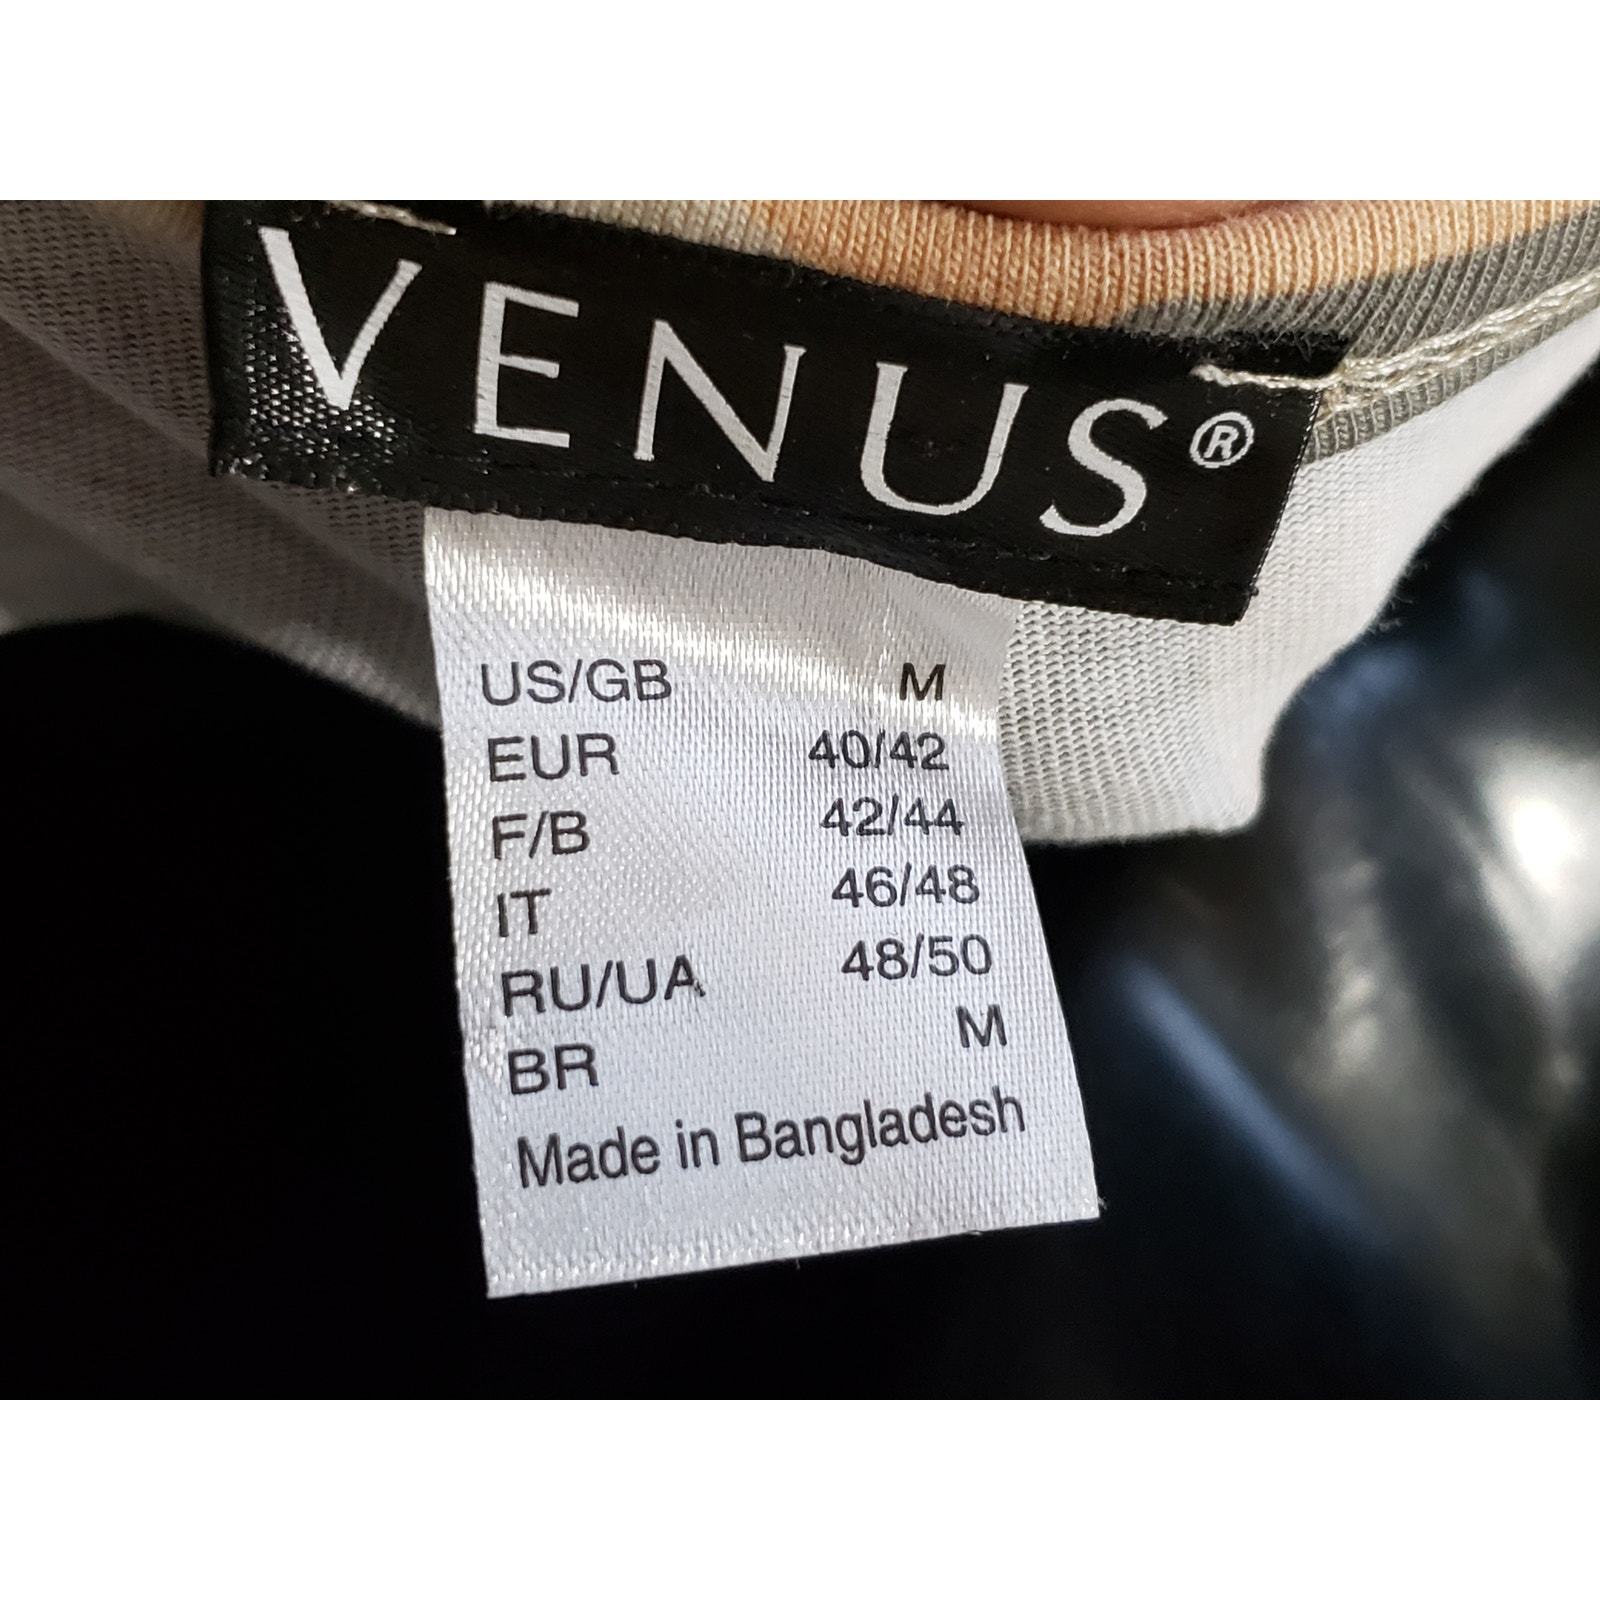 VENUS®
US/GB M
EUR 40/42
F/B 42/44
IT 46/48
RU/UA 48/50
BR M
Made in Bangladesh